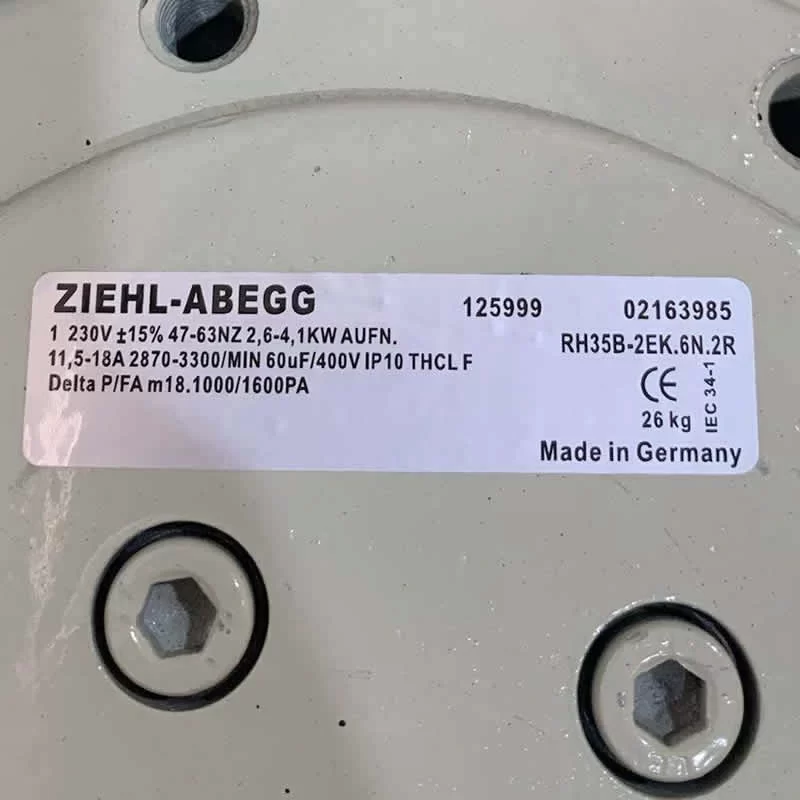 ZIEHL-ABEGG 125999 02163985
1 230V ±15% 47-63NZ 2,6-4,1KW AUFN. RH35B-2EK.6N.2R
11,5-18A 2870-3300/MIN 60uF/400V IP10 THCL F
Delta P/FA m18.1000/1600PA
CE
IEC 34-1
26 kg
Made in Germany